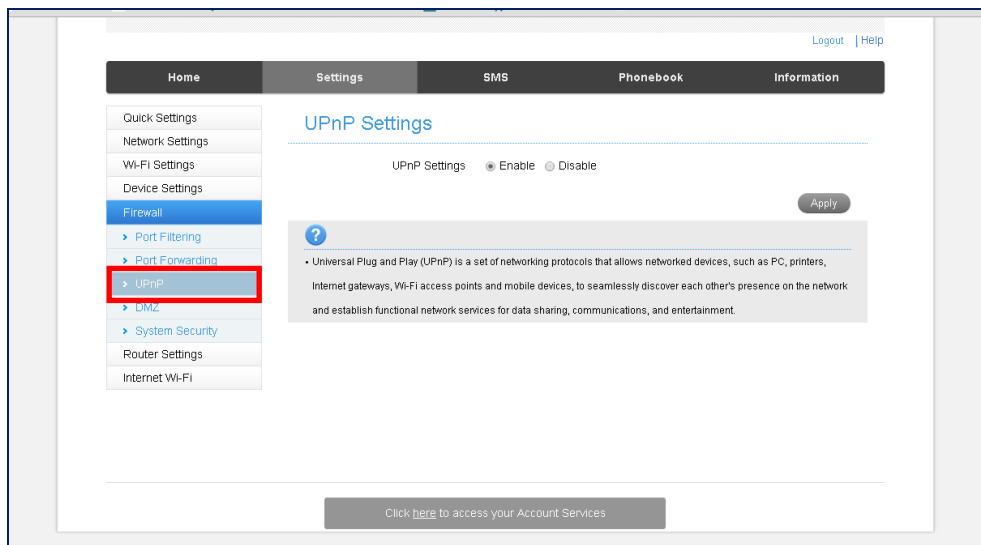 Logout | Help
Home Settings SMS Phonebook Information
Quick Settings
Network Settings
Wi-Fi Settings
Device Settings
Firewall
› Port Filtering
› Port Forwarding
› UPnP
› DMZ
› System Security
Router Settings
Internet Wi-Fi
UPnP Settings
UPnP Settings Enable Disable
Apply
?
• Universal Plug and Play (UPnP) is a set of networking protocols that allows networked devices, such as PC, printers,
Internet gateways, Wi-Fi access points and mobile devices, to seamlessly discover each other's presence on the network
and establish functional network services for data sharing, communications, and entertainment.
Click here to access your Account Services